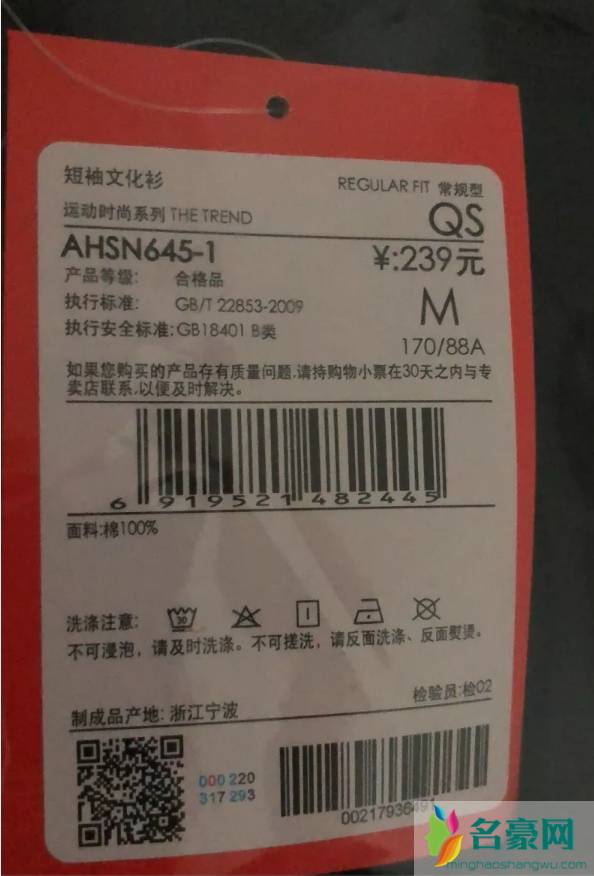 短袖文化衫
REGULAR FIT 常规型
运动时尚系列 THE TREND
QS
AHSN645-1
¥:239元
产品等级: 合格品
执行标准: GB/T 22853-2009
M
执行安全标准:GB18401 B类
170/88A
如果您购买的产品存有质量问题,请持购物小票在30天之内与专
卖店联系,以便及时解决。
6 919521 482445
面料:棉100%
洗涤注意: 30
不可浸泡，请及时洗涤。不可搓洗，请反面洗涤、反面熨烫。
检验员:检02
制成品产地: 浙江宁波
000 220
317 293
00217936491
名豪网
minghaoshangwu.com